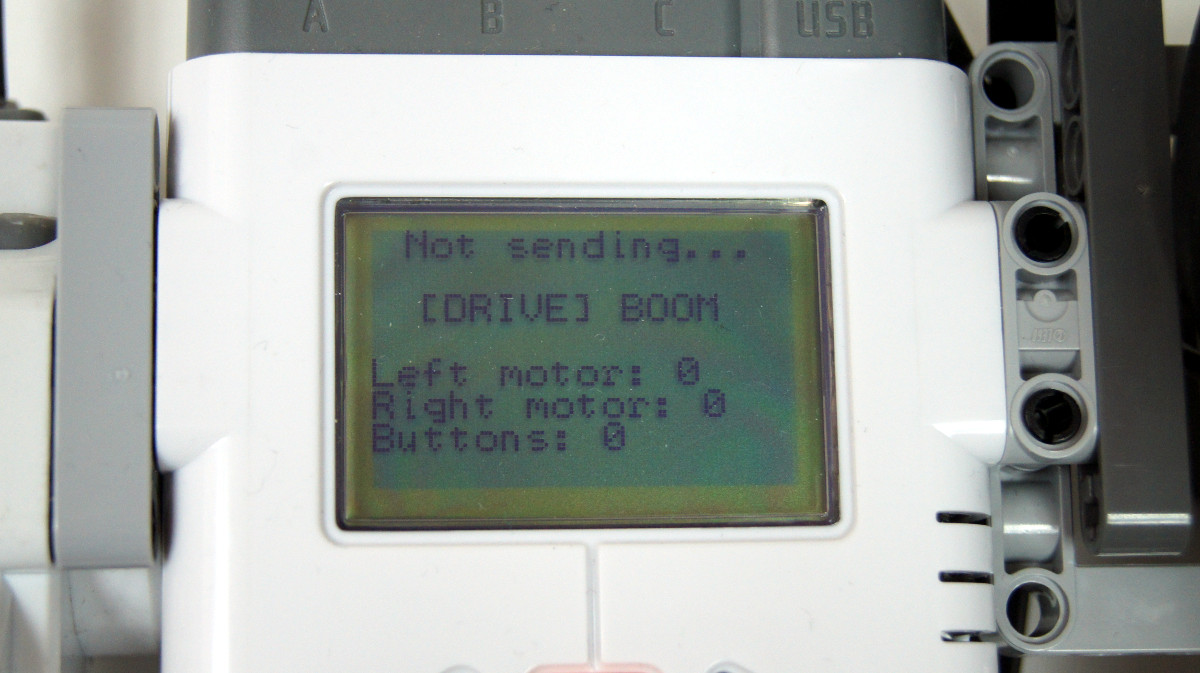 A B C USB
Not sending...
[DRIVE] BOOM
Left motor: 0
Right motor: 0
Buttons: 0